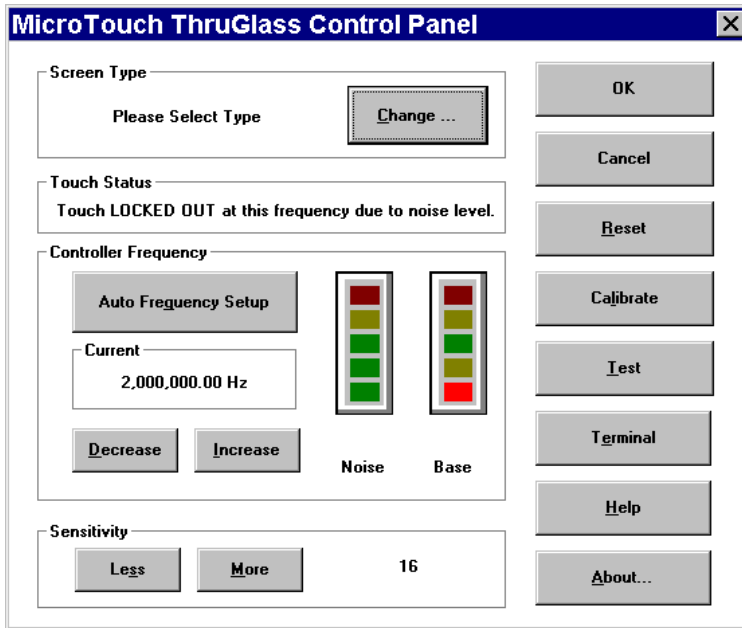 MicroTouch ThruGlass Control Panel
Screen Type
Please Select Type
Change ...
Touch Status
Touch LOCKED OUT at this frequency due to noise level.
Controller Frequency
Auto Frequency Setup
Current
2,000,000.00 Hz
Decrease
Increase
Noise
Base
Sensitivity
Less
More
16
OK
Cancel
Reset
Calibrate
Test
Terminal
Help
About...